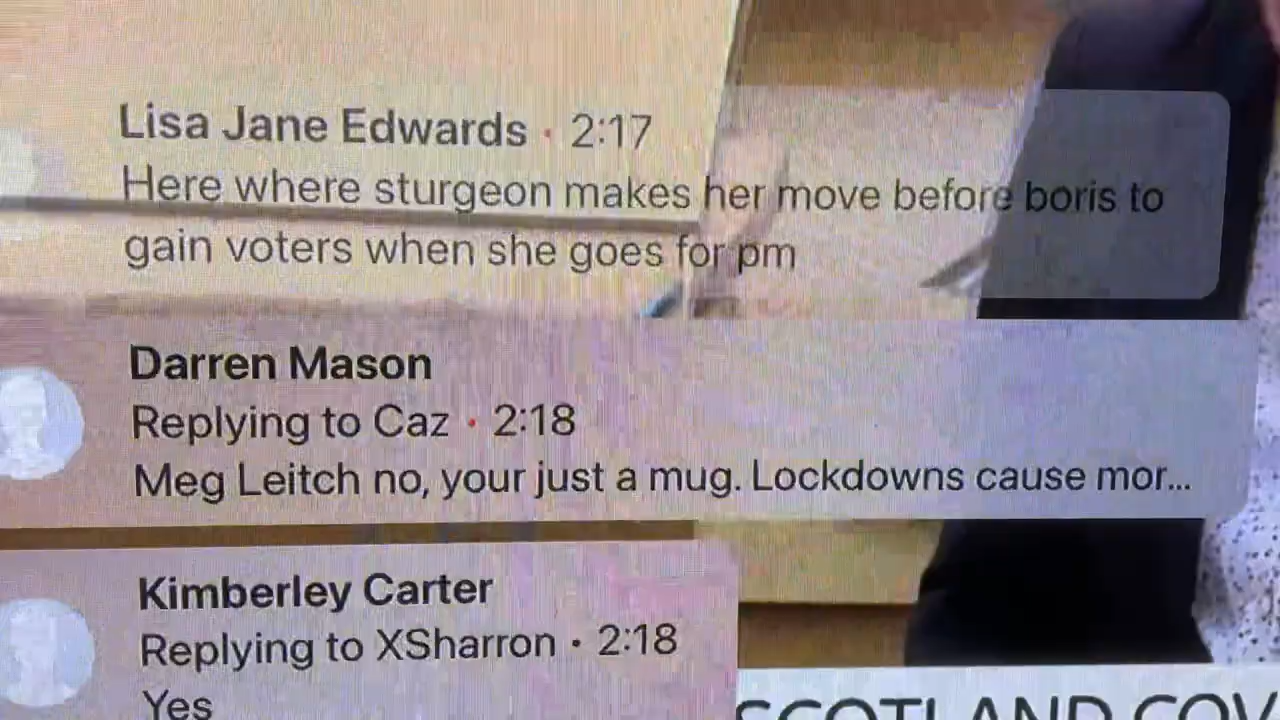 Lisa Jane Edwards · 2:17
Here where sturgeon makes her move before boris to
gain voters when she goes for pm
Darren Mason
Replying to Caz · 2:18
Meg Leitch no, your just a mug. Lockdowns cause mor...
Kimberley Carter
Replying to XSharron · 2:18
Yes
SCOTLAND COV